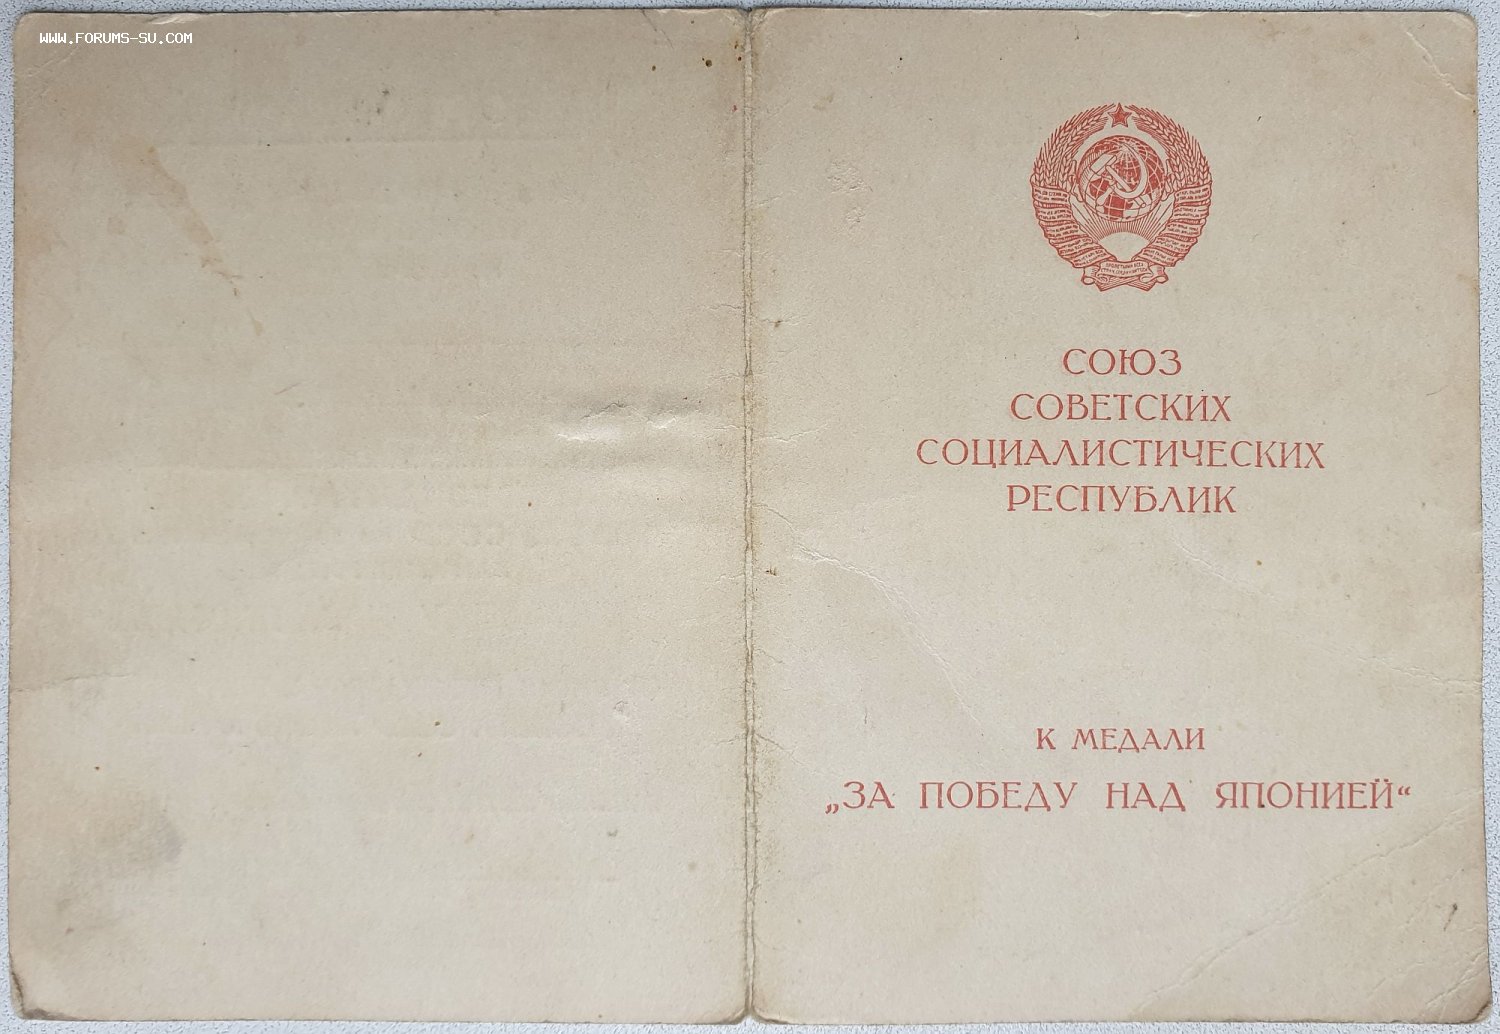 WWW.FORUMS-SU.COM
СОЮЗ
СОВЕТСКИХ
СОЦИАЛИСТИЧЕСКИХ
РЕСПУБЛИК
К МЕДАЛИ
„ЗА ПОБЕДУ НАД ЯПОНИЕЙ“